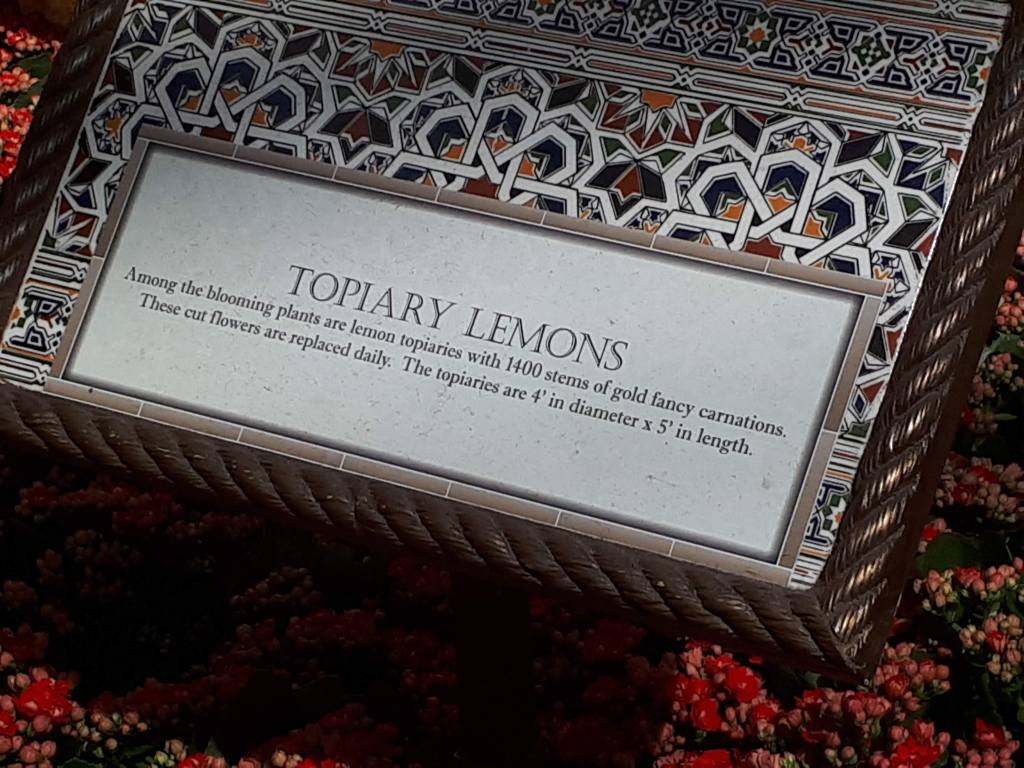 TOPIARY LEMONS
Among the blooming plants are lemon topiaries with 1400 stems of gold fancy carnations.
These cut flowers are replaced daily.  The topiaries are 4' in diameter x 5' in length.